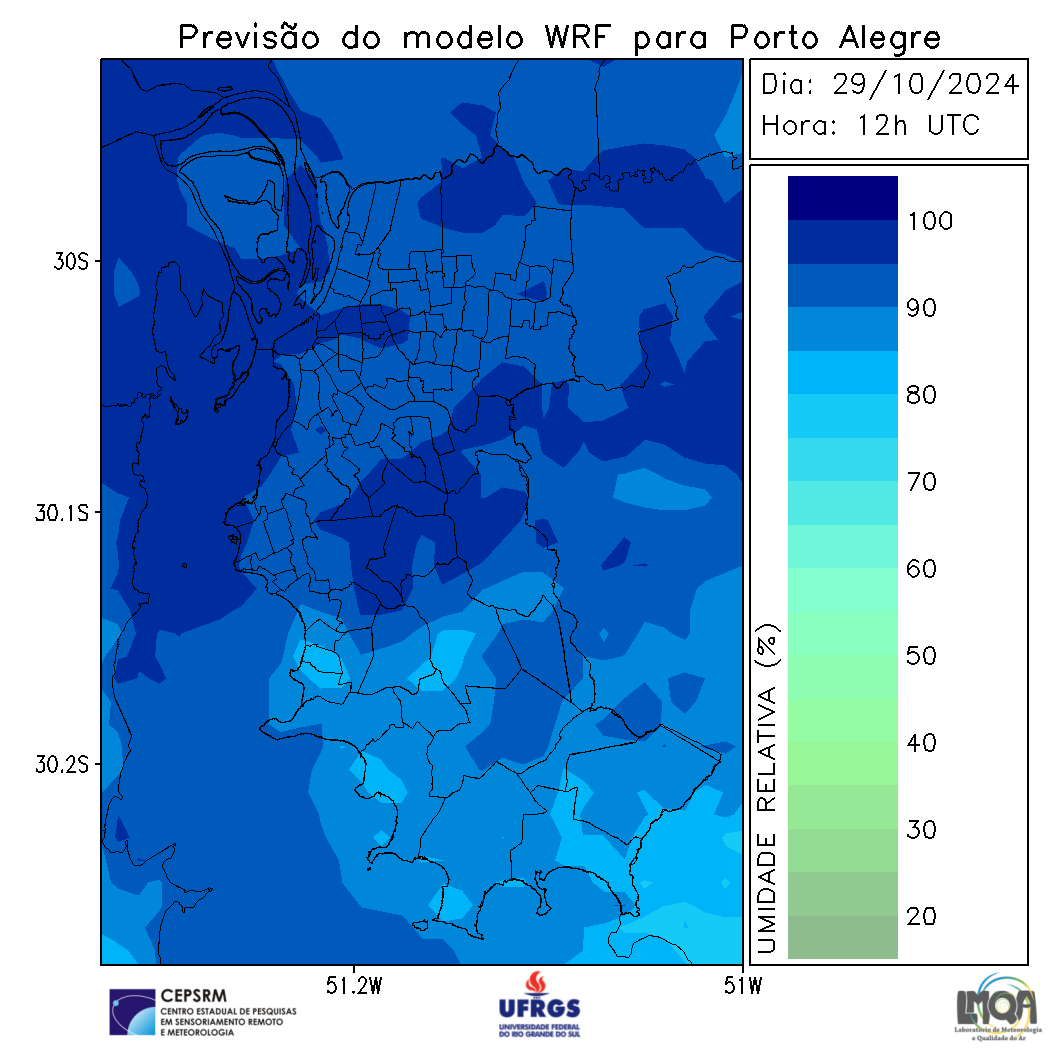 Previsão do modelo WRF para Porto Alegre
Dia: 29/10/2024
Hora: 12h UTC
30S
30.1S
30.2S
51.2W
51W
UMIDADE RELATIVA (%)
100
90
80
70
60
50
40
30
20
CEPSRM
CENTRO ESTADUAL DE PESQUISAS
EM SENSORIAMENTO REMOTO
E METEOROLOGIA
UFRGS
UNIVERSIDADE FEDERAL
DO RIO GRANDE DO SUL
LMQA
Laboratório de Meteorologia
e Qualidade do Ar